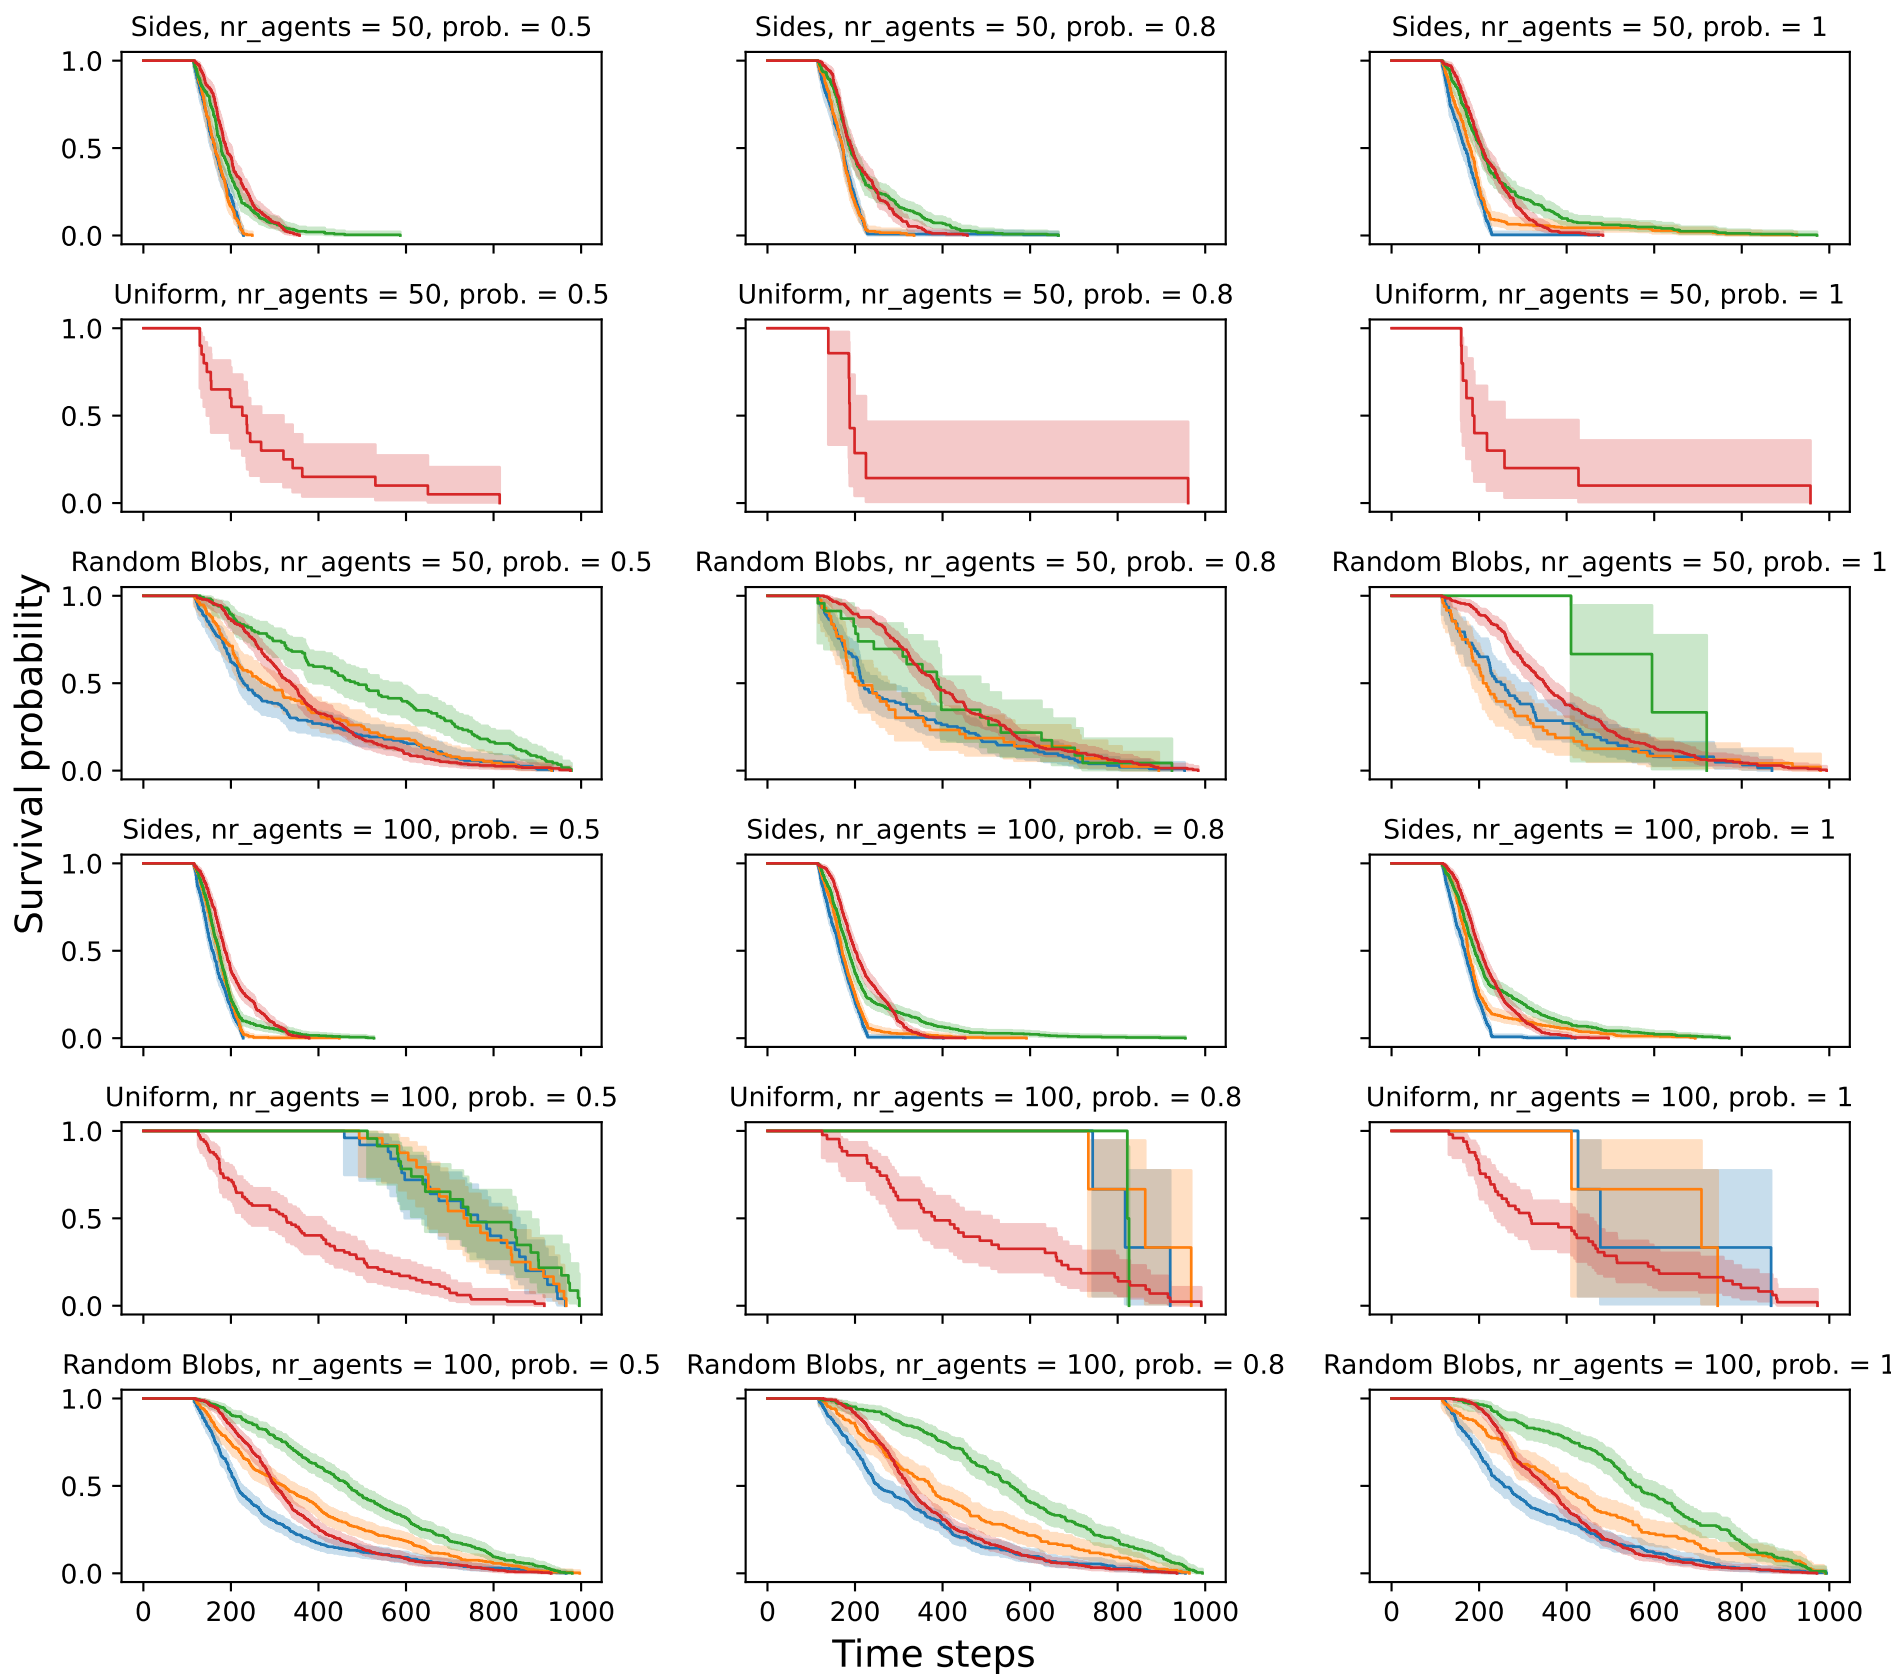 Sides, nr_agents = 50, prob. = 0.5
Sides, nr_agents = 50, prob. = 0.8
Sides, nr_agents = 50, prob. = 1
1.0
0.5
0.0
Uniform, nr_agents = 50, prob. = 0.5
Uniform, nr_agents = 50, prob. = 0.8
Uniform, nr_agents = 50, prob. = 1
1.0
0.5
0.0
Random Blobs, nr_agents = 50, prob. = 0.5
Random Blobs, nr_agents = 50, prob. = 0.8
Random Blobs, nr_agents = 50, prob. = 1
1.0
0.5
0.0
Survival probability
Sides, nr_agents = 100, prob. = 0.5
Sides, nr_agents = 100, prob. = 0.8
Sides, nr_agents = 100, prob. = 1
1.0
0.5
0.0
Uniform, nr_agents = 100, prob. = 0.5
Uniform, nr_agents = 100, prob. = 0.8
Uniform, nr_agents = 100, prob. = 1
1.0
0.5
0.0
Random Blobs, nr_agents = 100, prob. = 0.5
Random Blobs, nr_agents = 100, prob. = 0.8
Random Blobs, nr_agents = 100, prob. = 1
1.0
0.5
0.0
0 200 400 600 800 1000
0 200 400 600 800 1000
0 200 400 600 800 1000
Time steps